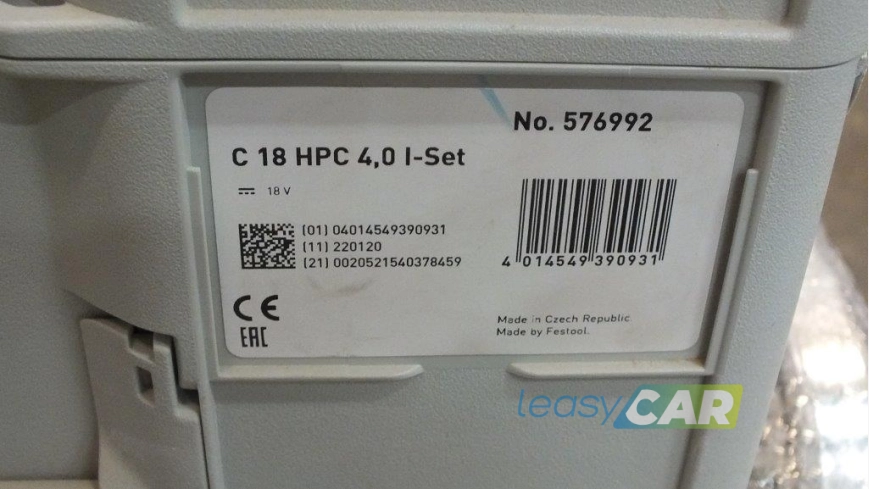 No. 576992
C 18 HPC 4,0 I-Set
18 V
(01) 04014549390931
(11) 220120
(21) 0020521540378459
4 014549 390931
CE
EAC
Made in Czech Republic.
Made by Festool.
leasyCAR